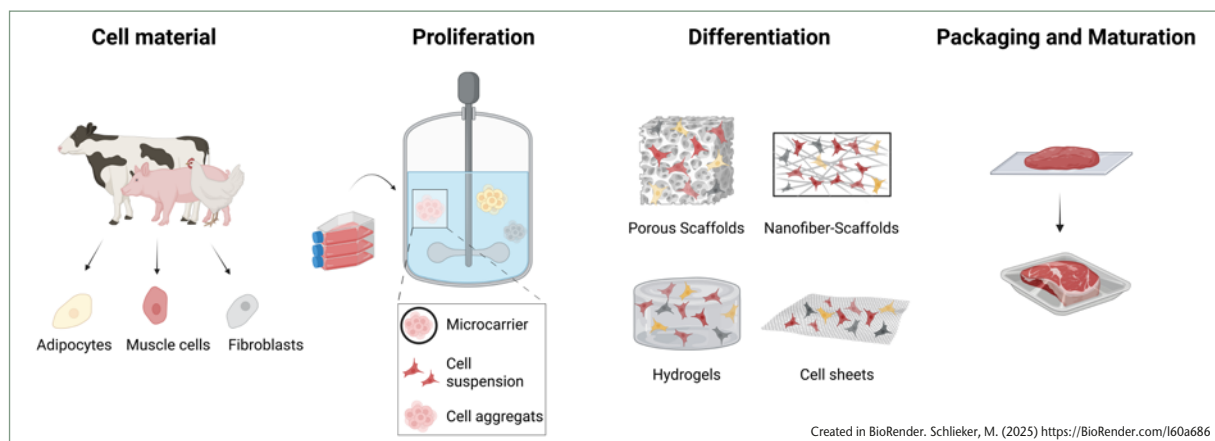 Cell material
Proliferation
Differentiation
Packaging and Maturation
Adipocytes
Muscle cells
Fibroblasts
Microcarrier
Cell
suspension
Cell aggregats
Porous Scaffolds
Nanofiber-Scaffolds
Hydrogels
Cell sheets
Created in BioRender. Schlieker, M. (2025) https://BioRender.com/l60a686